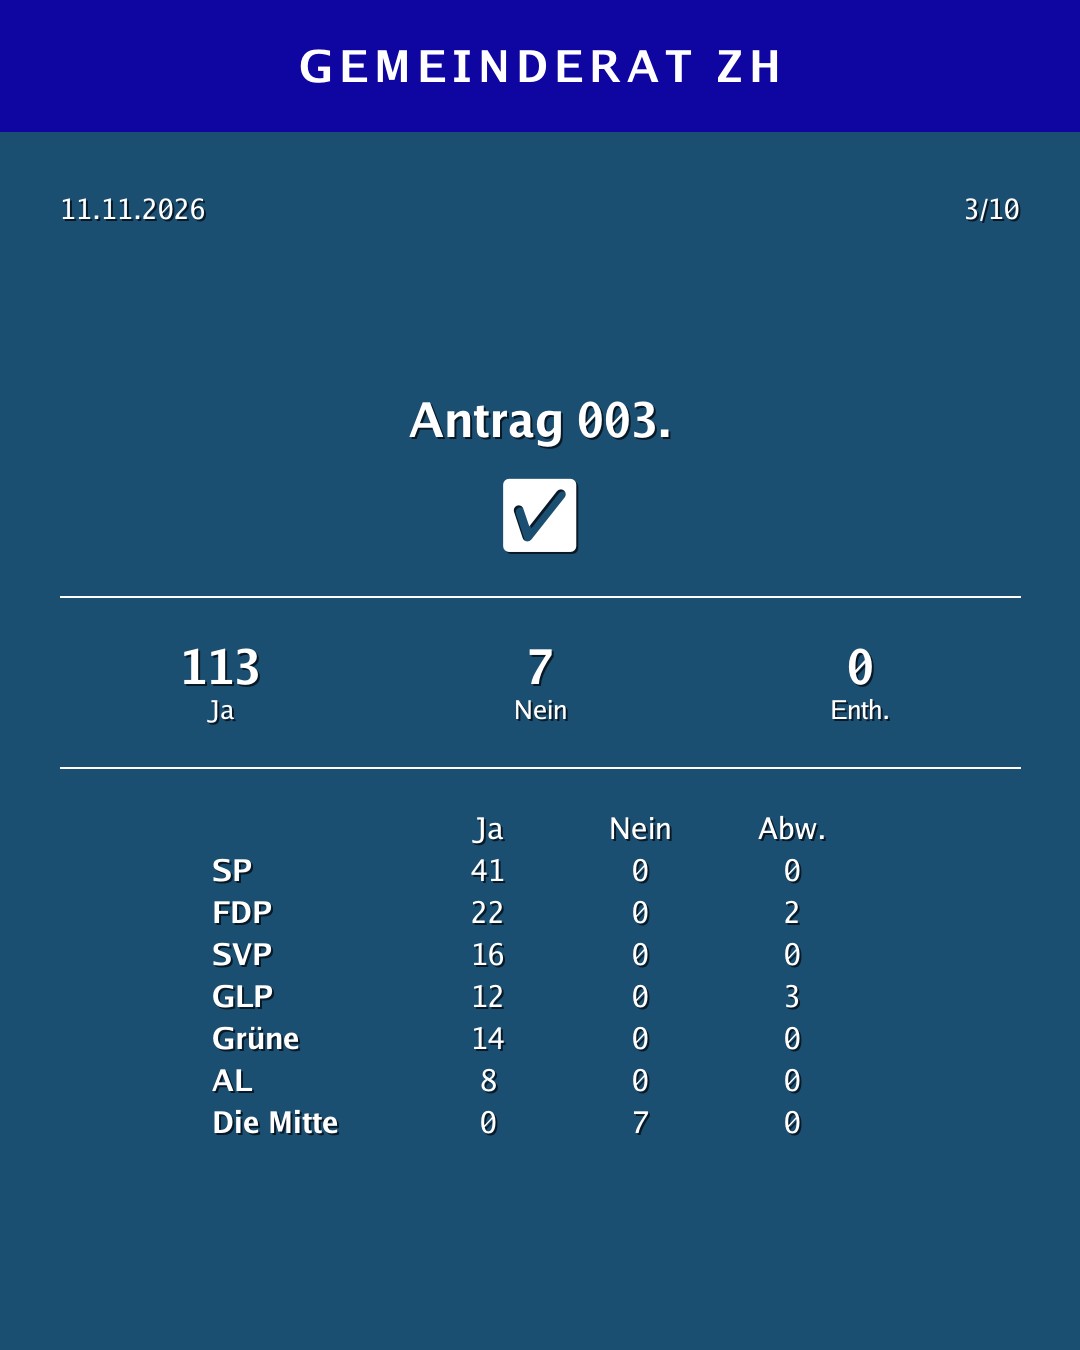 GEMEINDERAT ZH
11.11.2026 3/10
Antrag 003.
113 7 0
Ja Nein Enth.
Ja Nein Abw.
SP 41 0 0
FDP 22 0 2
SVP 16 0 0
GLP 12 0 3
Grüne 14 0 0
AL 8 0 0
Die Mitte 0 7 0